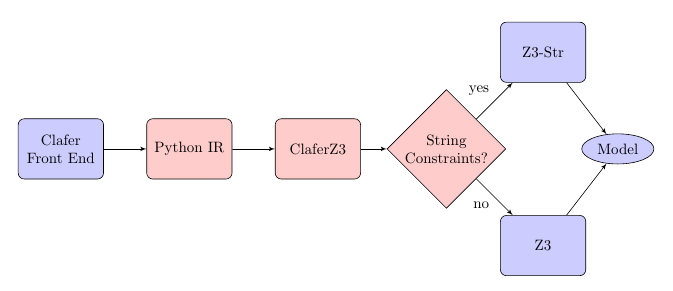 Clafer
Front End
Python IR
ClaferZ3
String
Constraints?
yes
no
Z3-Str
Z3
Model